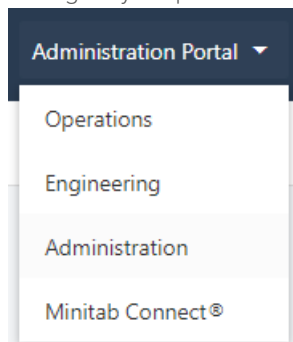 Administration Portal
Operations
Engineering
Administration
Minitab Connect®